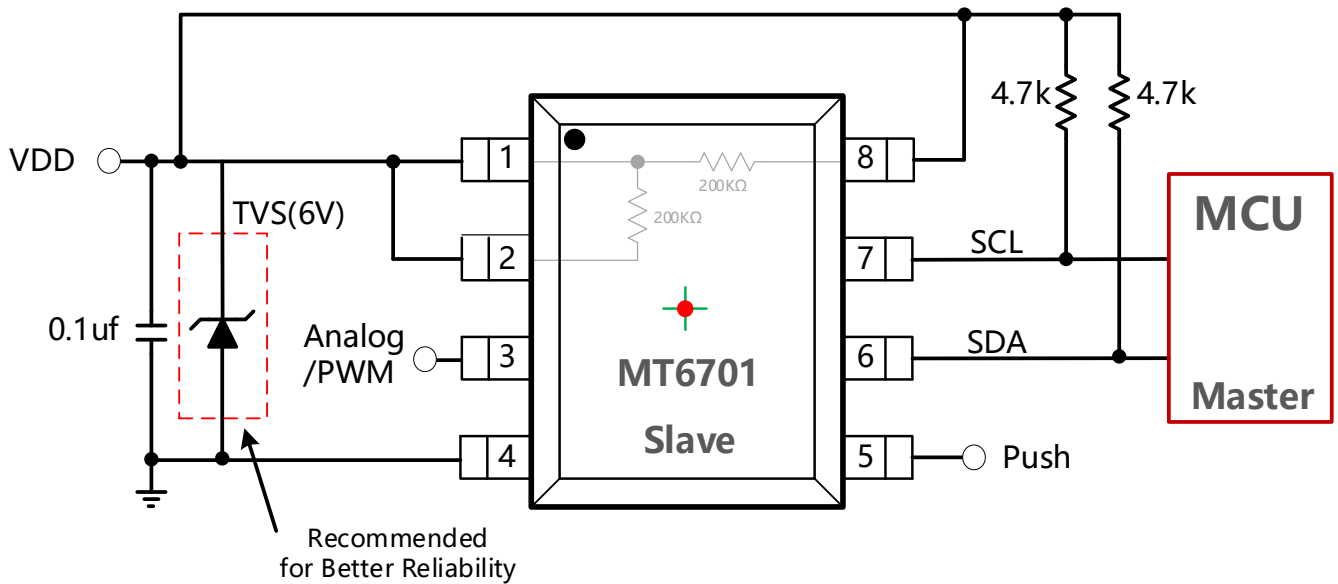 4.7k
4.7k
VDD
1
8
200KΩ
TVS(6V)
200KΩ
MCU
2
7
SCL
0.1uf
Analog
/PWM
3
6
SDA
MT6701
Master
Slave
4
5
Push
Recommended
for Better Reliability